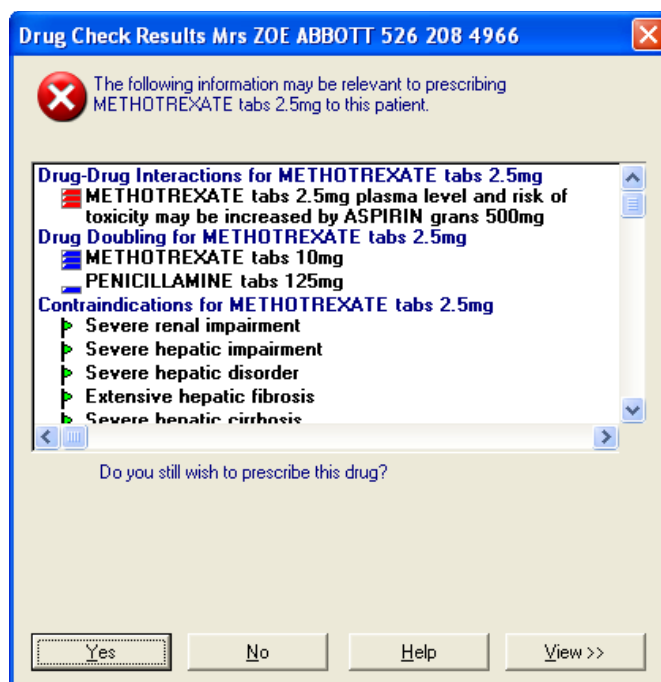 Drug Check Results Mrs ZOE ABBOTT 526 208 4966
The following information may be relevant to prescribing
METHOTREXATE tabs 2.5mg to this patient.
Drug-Drug Interactions for METHOTREXATE tabs 2.5mg
METHOTREXATE tabs 2.5mg plasma level and risk of
toxicity may be increased by ASPIRIN grans 500mg
Drug Doubling for METHOTREXATE tabs 2.5mg
METHOTREXATE tabs 10mg
PENICILLAMINE tabs 125mg
Contraindications for METHOTREXATE tabs 2.5mg
Severe renal impairment
Severe hepatic impairment
Severe hepatic disorder
Extensive hepatic fibrosis
Severe hepatic cirrhosis
Do you still wish to prescribe this drug?
Yes No Help View >>